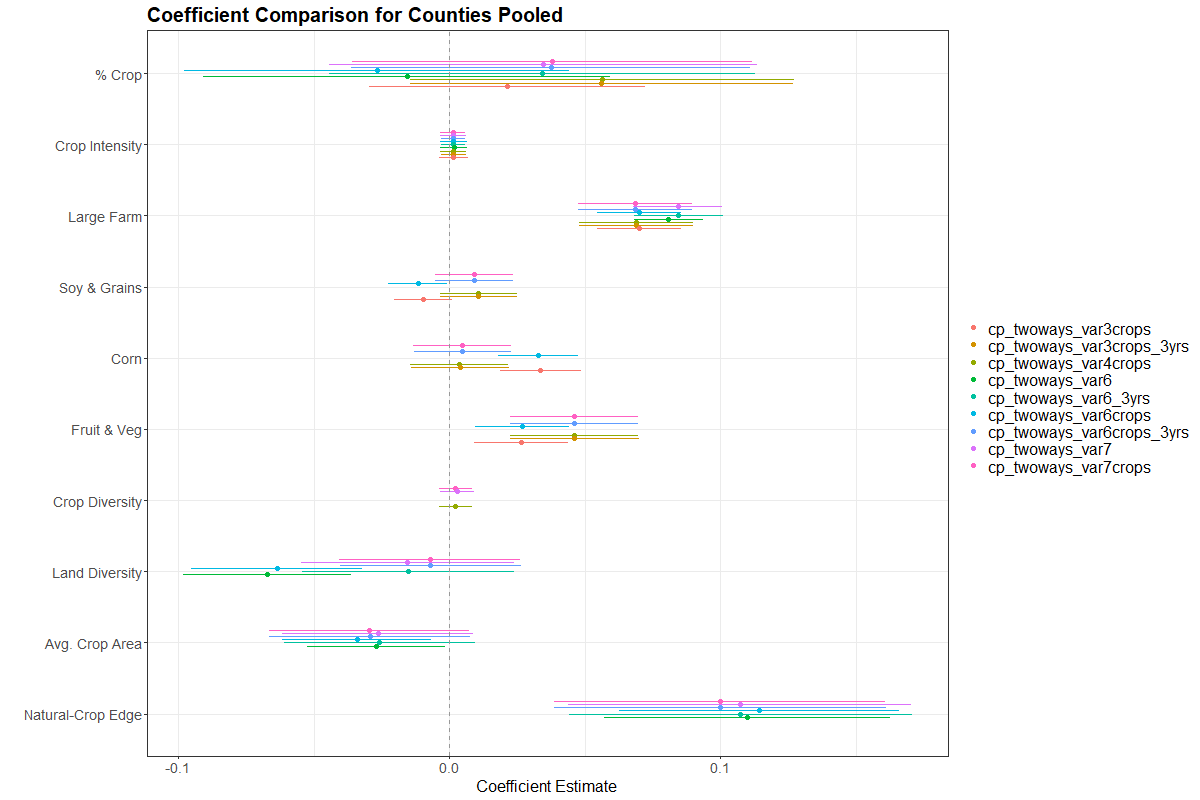 Coefficient Comparison for Counties Pooled
% Crop
Crop Intensity
Large Farm
Soy & Grains
Corn
Fruit & Veg
Crop Diversity
Land Diversity
Avg. Crop Area
Natural-Crop Edge
-0.1
0.0
0.1
Coefficient Estimate
cp_twoways_var3crops
cp_twoways_var3crops_3yrs
cp_twoways_var4crops
cp_twoways_var6
cp_twoways_var6_3yrs
cp_twoways_var6crops
cp_twoways_var6crops_3yrs
cp_twoways_var7
cp_twoways_var7crops